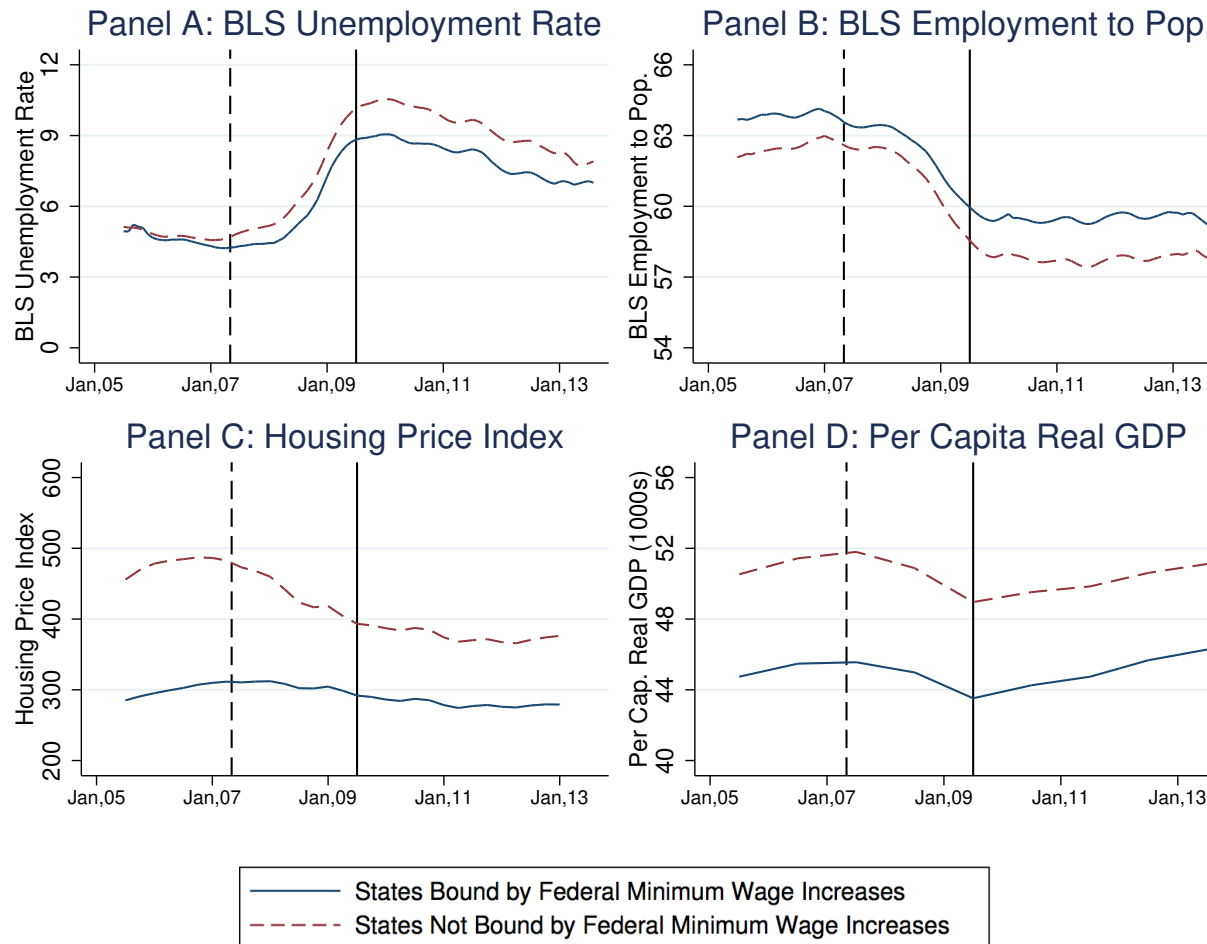 Panel A: BLS Unemployment Rate
BLS Unemployment Rate
12
9
6
3
0
Jan,05 Jan,07 Jan,09 Jan,11 Jan,13
Panel B: BLS Employment to Pop.
BLS Employment to Pop.
66
63
60
57
54
Jan,05 Jan,07 Jan,09 Jan,11 Jan,13
Panel C: Housing Price Index
Housing Price Index
600
500
400
300
200
Jan,05 Jan,07 Jan,09 Jan,11 Jan,13
Panel D: Per Capita Real GDP
Per Cap. Real GDP (1000s)
56
52
48
44
40
Jan,05 Jan,07 Jan,09 Jan,11 Jan,13
States Bound by Federal Minimum Wage Increases
States Not Bound by Federal Minimum Wage Increases